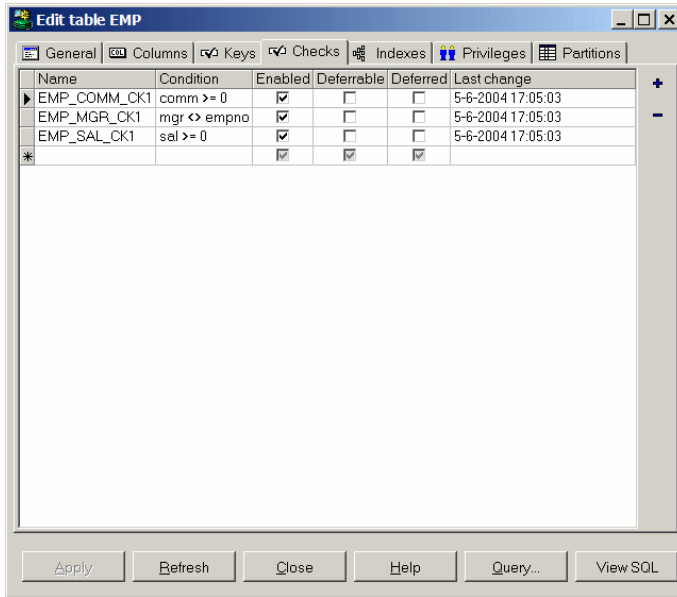 Edit table EMP
General Columns Keys Checks Indexes Privileges Partitions
Name Condition Enabled Deferrable Deferred Last change
EMP_COMM_CK1 comm >= 0 5-6-2004 17:05:03
EMP_MGR_CK1 mgr <> empno 5-6-2004 17:05:03
EMP_SAL_CK1 sal >= 0 5-6-2004 17:05:03
Apply Refresh Close Help Query... View SQL